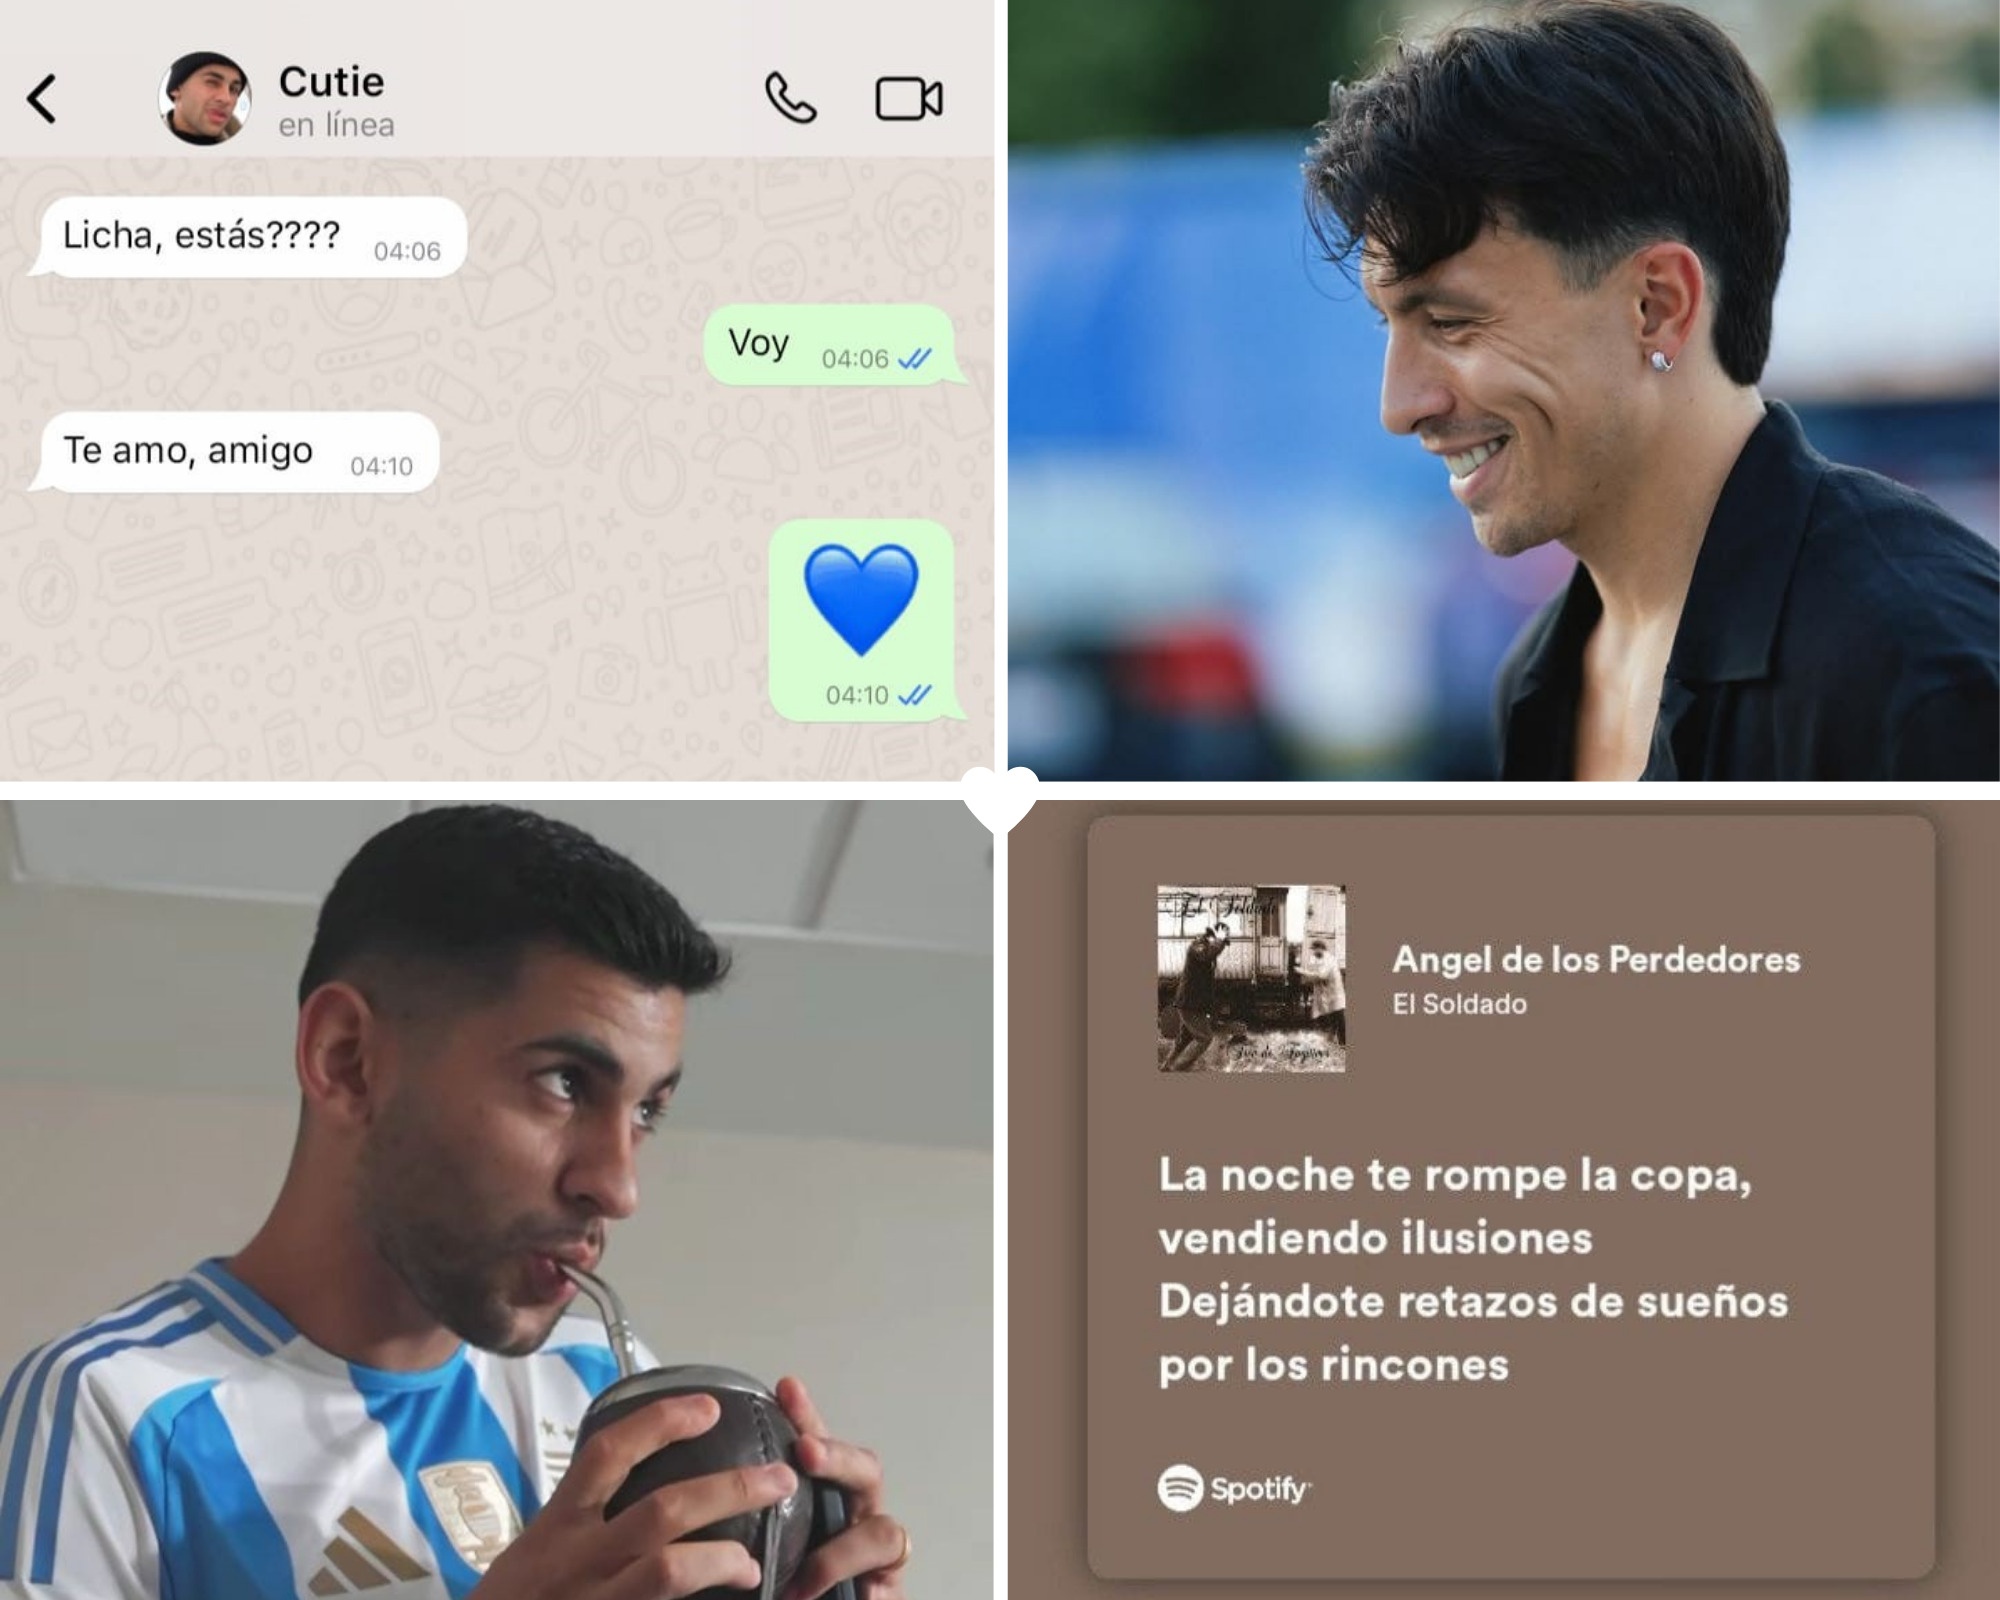 Cutie
en línea
Licha, estás????
04:06
Voy
04:06
Te amo, amigo
04:10
💙
04:10
El Soldado
Angel de los Perdedores
El Soldado
La noche te rompe la copa,
vendiendo ilusiones
Dejándote retazos de sueños
por los rincones
Spotify